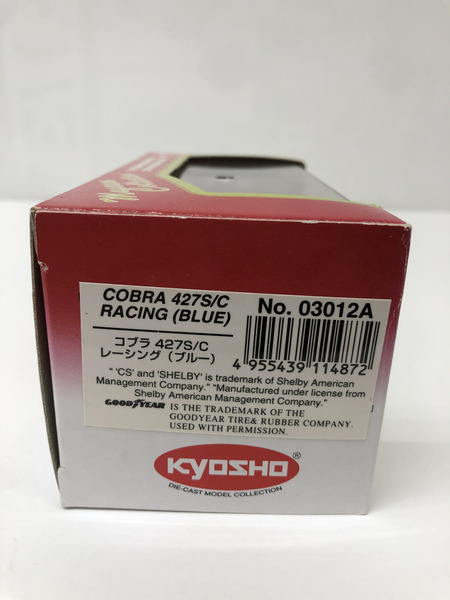 COBRA 427S/C
RACING (BLUE)
No. 03012A
コブラ 427S/C
レーシング（ブルー）
4 955439 114872
" 'CS' and 'SHELBY' is trademark of Shelby American
Management Company." "Manufactured under license from
Shelby American Management Company."
GOODYEAR IS THE TRADEMARK OF THE
GOODYEAR TIRE& RUBBER COMPANY.
USED WITH PERMISSION.
KYOSHO ®
DIE-CAST MODEL COLLECTION